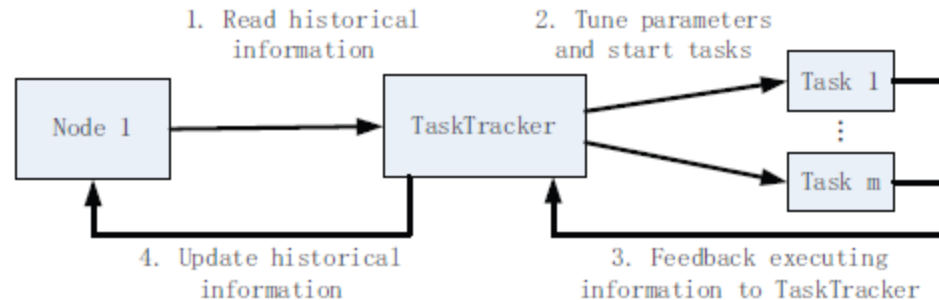 1. Read historical
information
2. Tune parameters
and start tasks
Node 1
TaskTracker
Task 1
⋮
Task m
4. Update historical
information
3. Feedback executing
information to TaskTracker